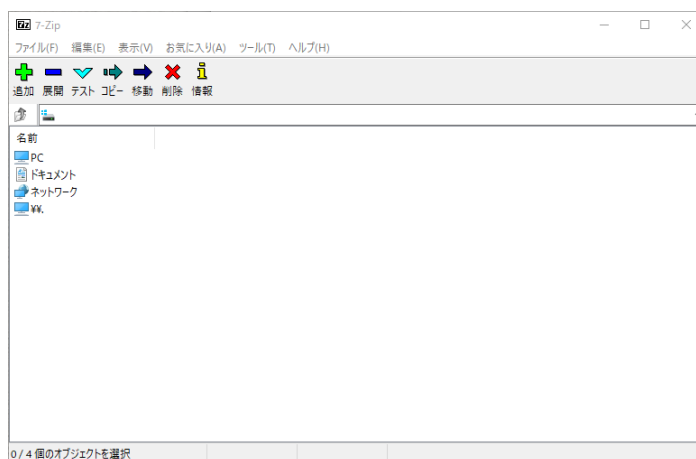 7z 7-Zip
ファイル(F) 編集(E) 表示(V) お気に入り(A) ツール(T) ヘルプ(H)
追加 展開 テスト コピー 移動 削除 情報
名前
PC
ドキュメント
ネットワーク
¥¥.
0 / 4 個のオブジェクトを選択